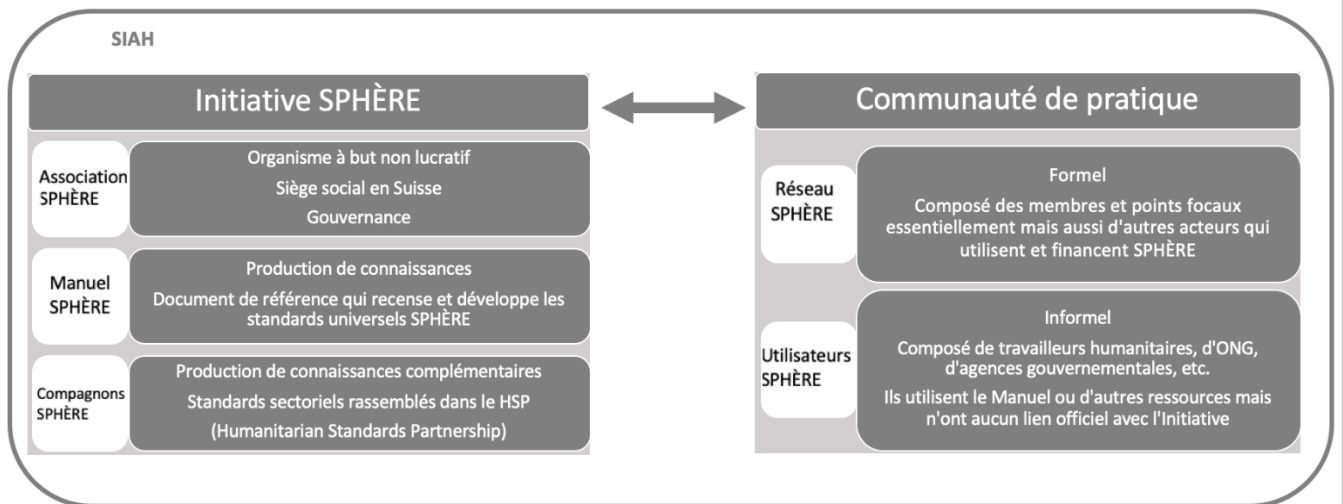 SIAH
Initiative SPHÈRE
Association
SPHÈRE
Organisme à but non lucratif
Siège social en Suisse
Gouvernance
Manuel
SPHÈRE
Production de connaissances
Document de référence qui recense et développe les
standards universels SPHÈRE
Compagnons
SPHÈRE
Production de connaissances complémentaires
Standards sectoriels rassemblés dans le HSP
(Humanitarian Standards Partnership)
Communauté de pratique
Réseau
SPHÈRE
Formel
Composé des membres et points focaux
essentiellement mais aussi d'autres acteurs qui
utilisent et financent SPHÈRE
Utilisateurs
SPHÈRE
Informel
Composé de travailleurs humanitaires, d'ONG,
d'agences gouvernementales, etc.
Ils utilisent le Manuel ou d'autres ressources mais
n'ont aucun lien officiel avec l'Initiative